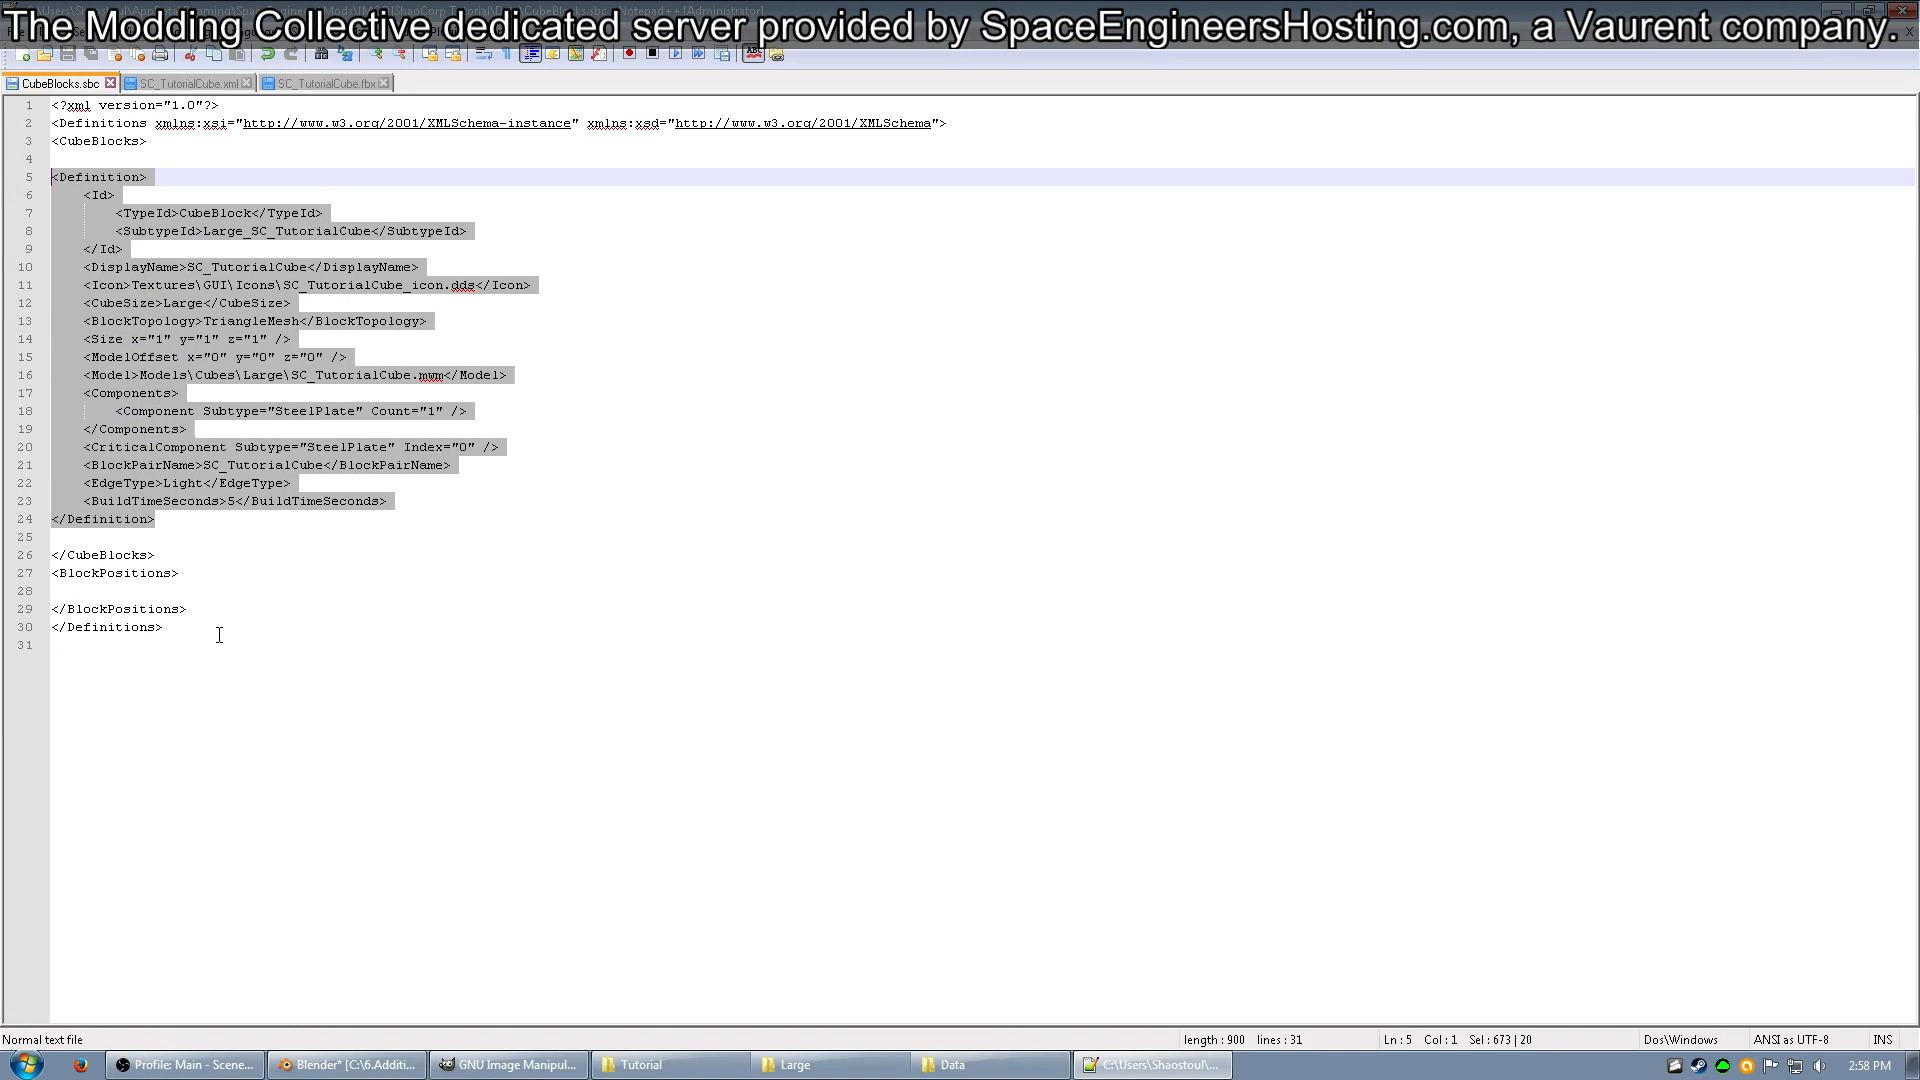 The Modding Collective dedicated server provided by SpaceEngineersHosting.com, a Vaurent company.
CubeBlocks.sbc SC_TutorialCube.xml SC_TutorialCube.fbx
1 <?xml version="1.0"?>
2 <Definitions xmlns:xsi="http://www.w3.org/2001/XMLSchema-instance" xmlns:xsd="http://www.w3.org/2001/XMLSchema">
3 <CubeBlocks>
4
5 <Definition>
6 <Id>
7 <TypeId>CubeBlock</TypeId>
8 <SubtypeId>Large_SC_TutorialCube</SubtypeId>
9 </Id>
10 <DisplayName>SC_TutorialCube</DisplayName>
11 <Icon>Textures\GUI\Icons\SC_TutorialCube_icon.dds</Icon>
12 <CubeSize>Large</CubeSize>
13 <BlockTopology>TriangleMesh</BlockTopology>
14 <Size x="1" y="1" z="1" />
15 <ModelOffset x="0" y="0" z="0" />
16 <Model>Models\Cubes\Large\SC_TutorialCube.mwm</Model>
17 <Components>
18 <Component Subtype="SteelPlate" Count="1" />
19 </Components>
20 <CriticalComponent Subtype="SteelPlate" Index="0" />
21 <BlockPairName>SC_TutorialCube</BlockPairName>
22 <EdgeType>Light</EdgeType>
23 <BuildTimeSeconds>5</BuildTimeSeconds>
24 </Definition>
25
26 </CubeBlocks>
27 <BlockPositions>
28
29 </BlockPositions>
30 </Definitions>
31
Normal text file length : 900 lines : 31 Ln : 5 Col : 1 Sel : 673 | 20 Dos\Windows ANSI as UTF-8 INS
Profile: Main - Scene... Blender* [C:\6.Additi... GNU Image Manipul... Tutorial Large Data C:\Users\Shaostoul\... 2:58 PM